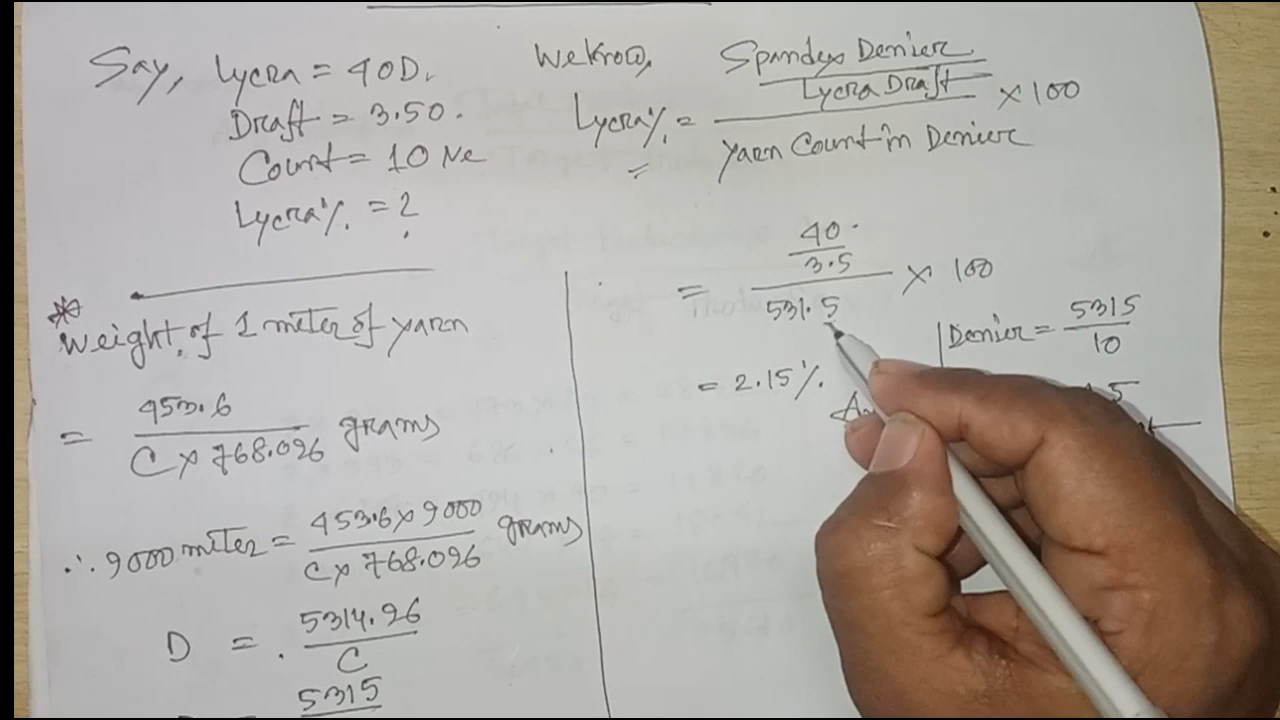 Say, Lycra = 40D.
Draft = 3.50.
Count = 10 Ne
Lycra% = ?
We know,
Spandex Denier
Lycra Draft
Lycra% = × 100
Yarn Count in Denier
* Weight of 1 meter of yarn
= 453.6
C × 768.096 grams
∴ 9000 meter = 453.6 × 9000
C × 768.096 grams
D = 5314.26
C
5315
40
3.5
= × 100
531.5
= 2.15%.
Denier = 5315
10